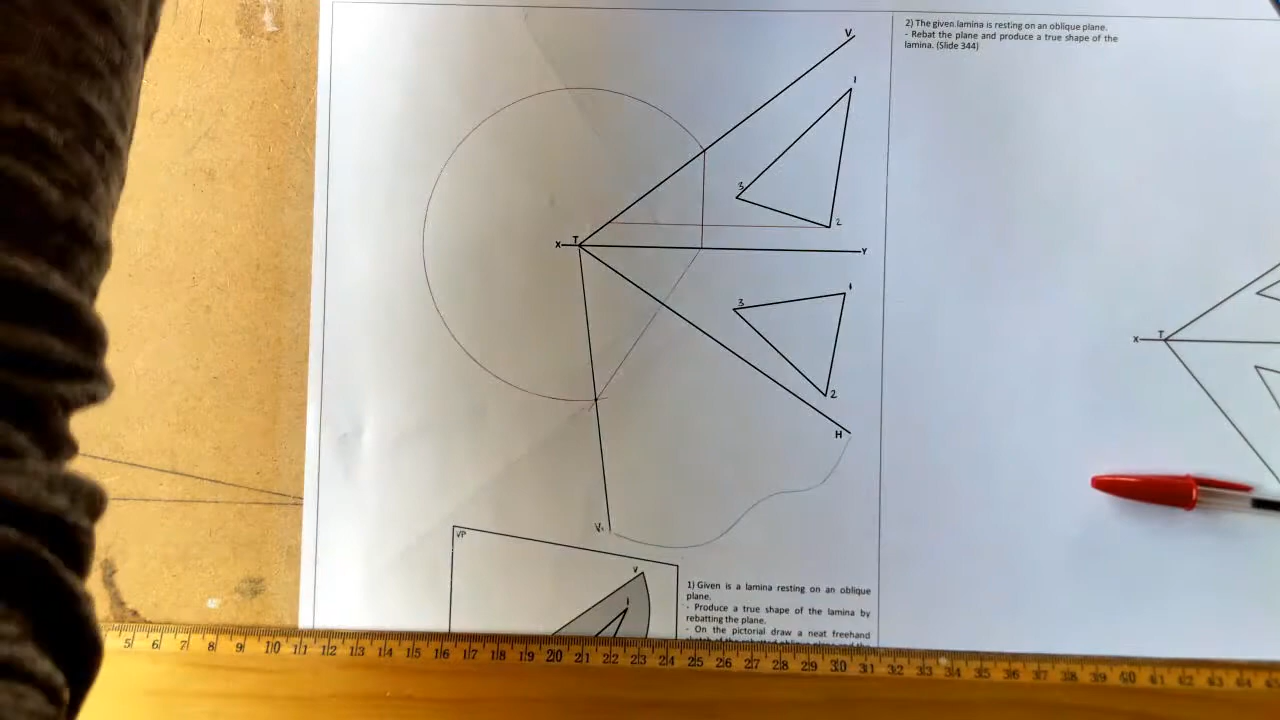 2) The given lamina is resting on an oblique plane.
- Rebat the plane and produce a true shape of the
lamina. (Slide 344)
V
1
3
2
X T Y
1
3
2
H
V₁
X T
VP
V
1
1) Given is a lamina resting on an oblique
plane.
- Produce a true shape of the lamina by
rebatting the plane.
- On the pictorial draw a neat freehand
5 6 7 8 9 10 11 12 13 14 15 16 17 18 19 20 21 22 23 24 25 26 27 28 29 30 31 32 33 34 35 36 37 38 39 40 41 42 43 44